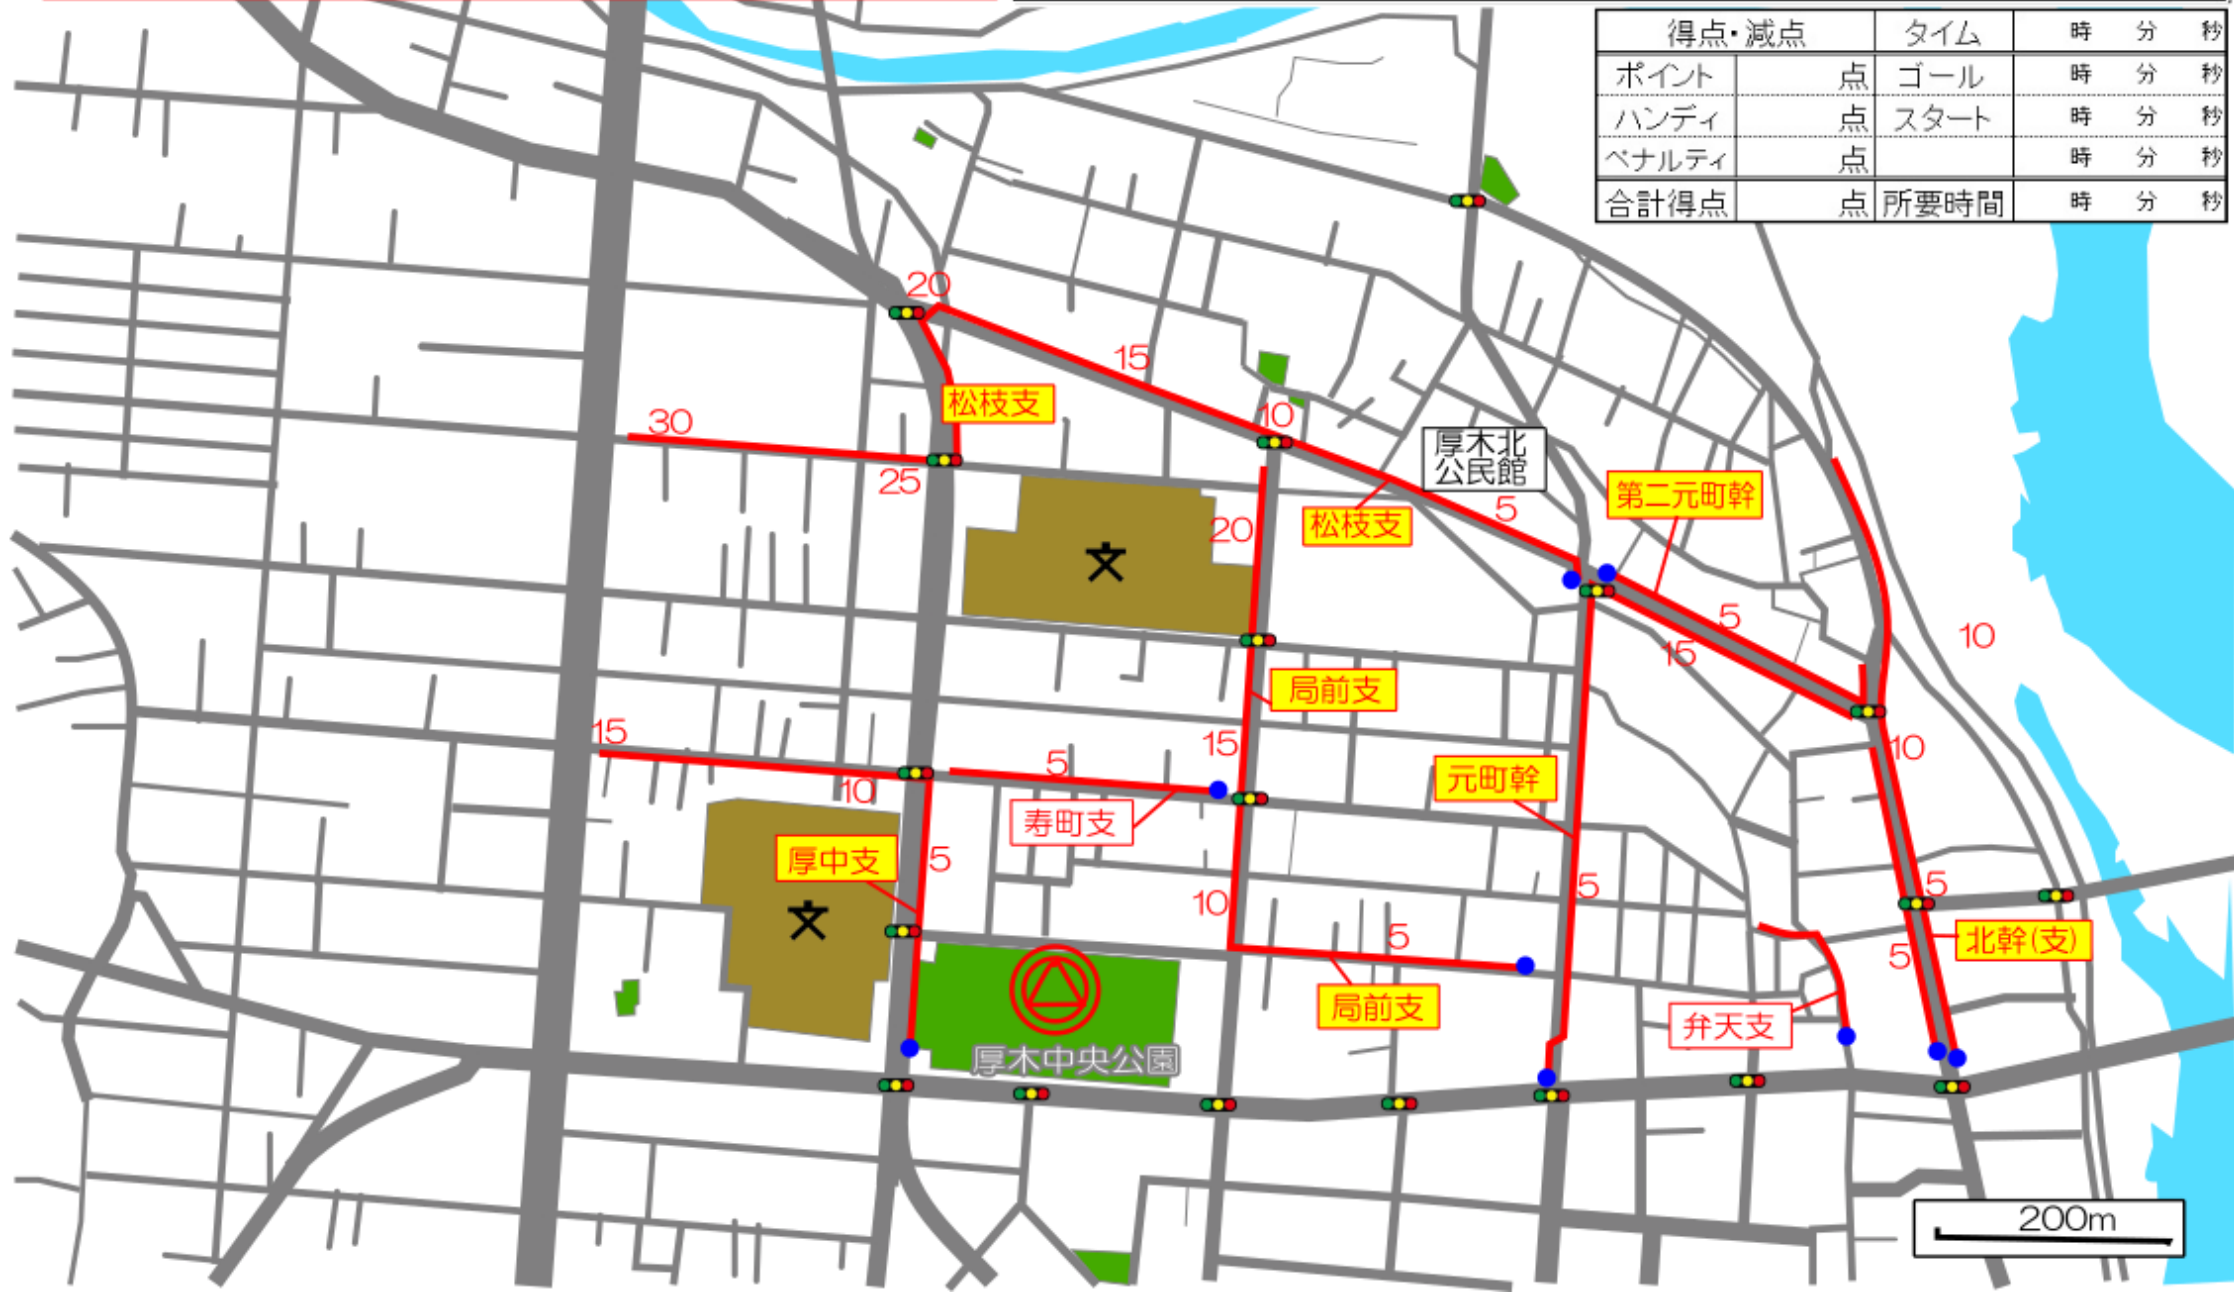 得点・減点 タイム 時 分 秒
ポイント 点 ゴール 時 分 秒
ハンディ 点 スタート 時 分 秒
ペナルティ 点 時 分 秒
合計得点 点 所要時間 時 分 秒
20
15
松枝支
30
10
25
厚木北
公民館
第二元町幹
5
松枝支
20
5
10
15
局前支
15
15
10
5
元町幹
10
寿町支
厚中支
5
5
5
10
5
北幹(支)
5
局前支
弁天支
厚木中央公園
200m